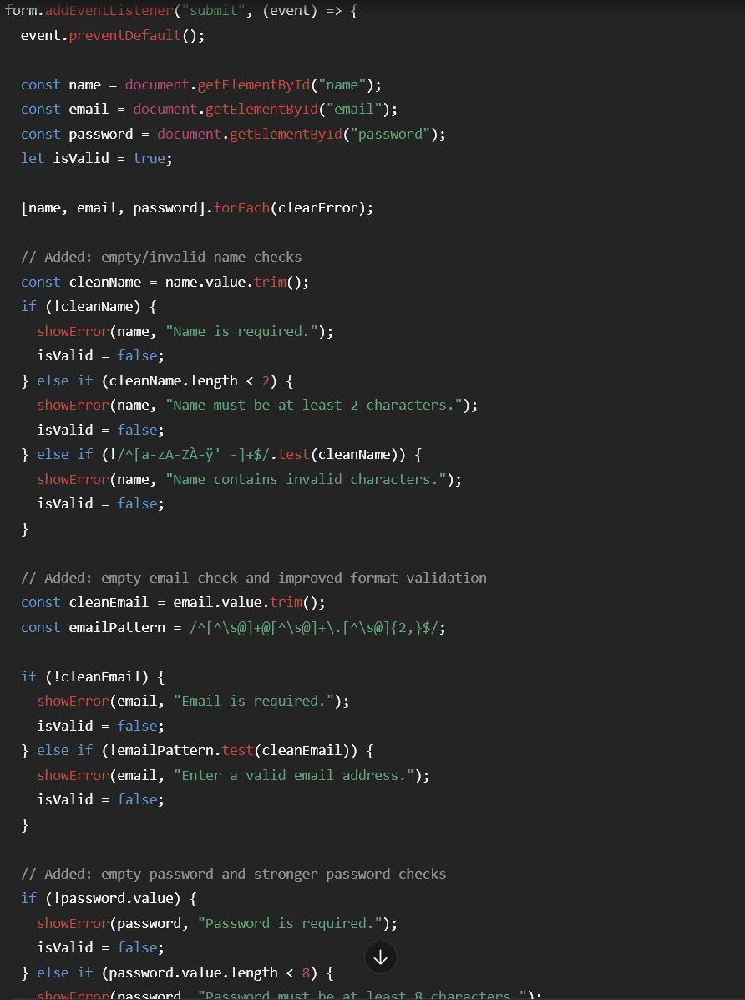 form.addEventListener("submit", (event) => {
event.preventDefault();
const name = document.getElementById("name");
const email = document.getElementById("email");
const password = document.getElementById("password");
let isValid = true;
[name, email, password].forEach(clearError);
// Added: empty/invalid name checks
const cleanName = name.value.trim();
if (!cleanName) {
showError(name, "Name is required.");
isValid = false;
} else if (cleanName.length < 2) {
showError(name, "Name must be at least 2 characters.");
isValid = false;
} else if (!/^[a-zA-ZÀ-ÿ' -]+$/.test(cleanName)) {
showError(name, "Name contains invalid characters.");
isValid = false;
}
// Added: empty email check and improved format validation
const cleanEmail = email.value.trim();
const emailPattern = /^[^\s@]+@[^\s@]+\.[^\s@]{2,}$/;
if (!cleanEmail) {
showError(email, "Email is required.");
isValid = false;
} else if (!emailPattern.test(cleanEmail)) {
showError(email, "Enter a valid email address.");
isValid = false;
}
// Added: empty password and stronger password checks
if (!password.value) {
showError(password, "Password is required.");
isValid = false;
} else if (password.value.length < 8) {
showError(password, "Password must be at least 8 characters.");